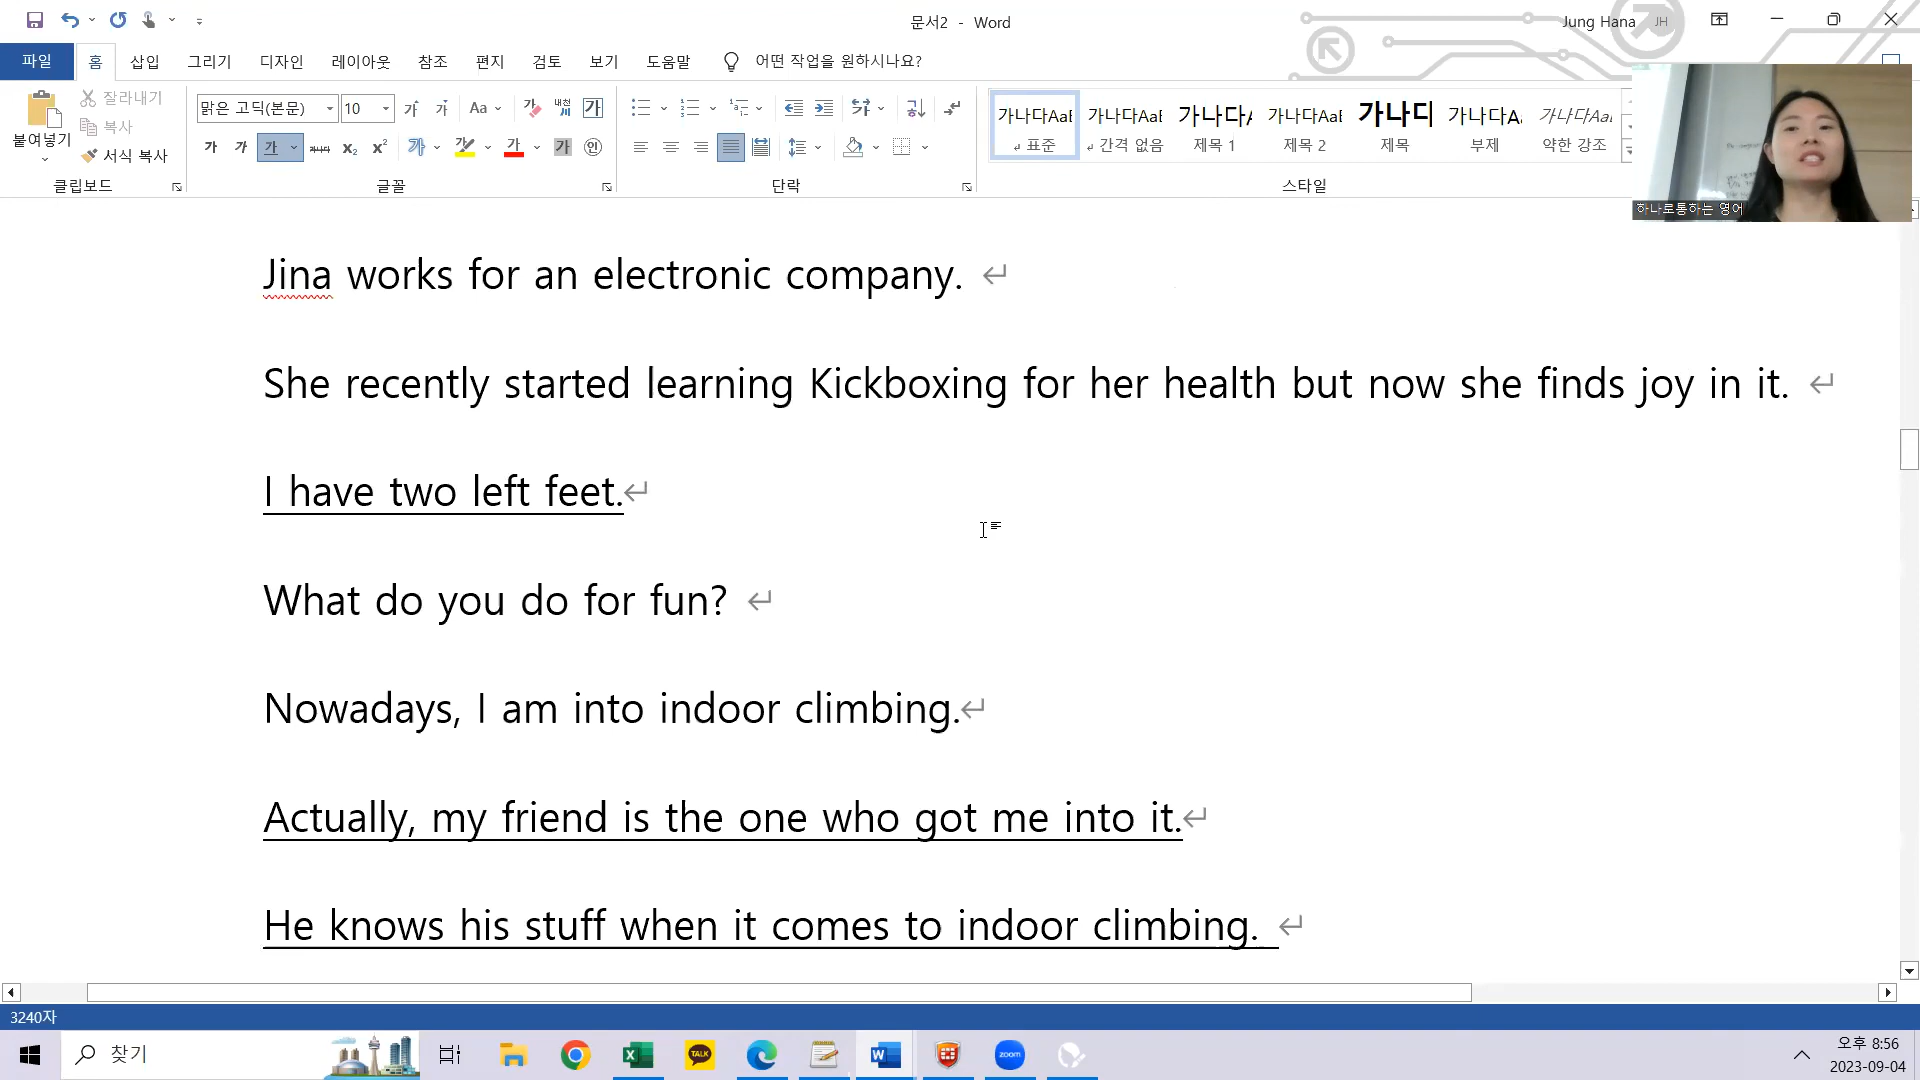 문서2 - Word
Jung Hana JH
파일 홈 삽입 그리기 디자인 레이아웃 참조 편지 검토 보기 도움말 어떤 작업을 원하시나요?
붙여넣기
잘라내기
복사
서식 복사
클립보드
맑은 고딕(본문) 10
글꼴
단락
가나다AaB
표준
가나다AaB
간격 없음
제목 1
가나다AaB
제목 2
가나다
제목
부제
가나다AaB
약한 강조
스타일
하나로통하는 영어
Jina works for an electronic company.
She recently started learning Kickboxing for her health but now she finds joy in it.
I have two left feet.
What do you do for fun?
Nowadays, I am into indoor climbing.
Actually, my friend is the one who got me into it.
He knows his stuff when it comes to indoor climbing.
3240자
찾기
TALK
zoom
오후 8:56
2023-09-04